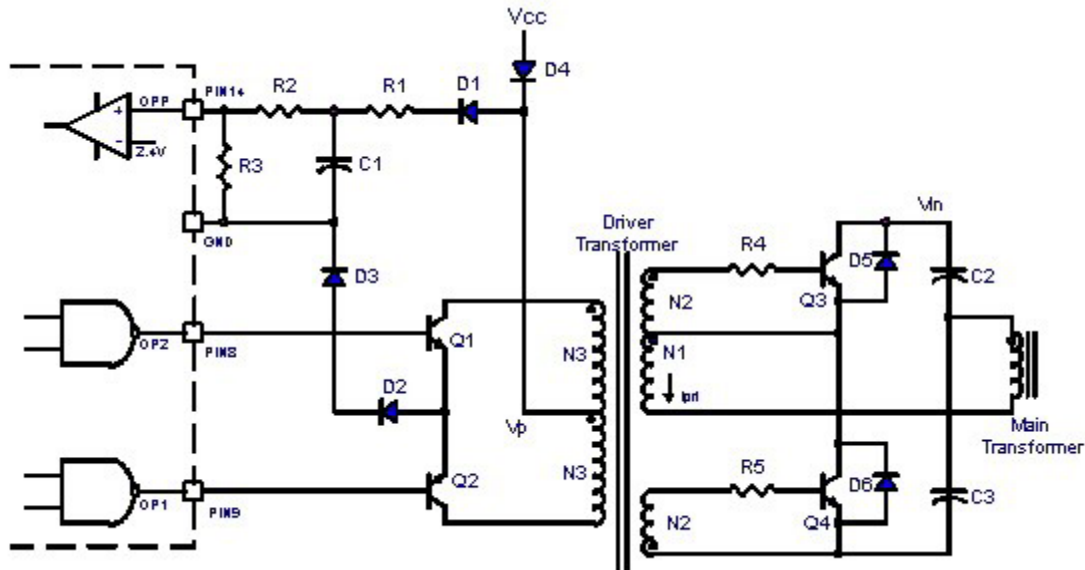 Vcc
D4
D1
R1
R2
PIN14
OPP
+
-
2.4V
R3
C1
GND
Driver
Transformer
Vin
R4
D5
C2
Q3
D3
N2
OP2
PIN8
Q1
N3
N1
Ipri
D2
Vp
Main
Transformer
R5
Q2
N3
D6
C3
OP1
PIN9
N2
Q4